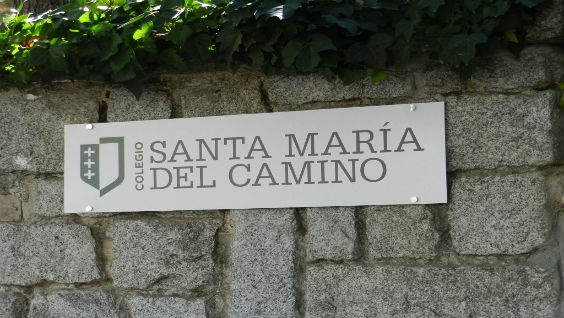 COLEGIO
SANTA MARÍA
DEL CAMINO